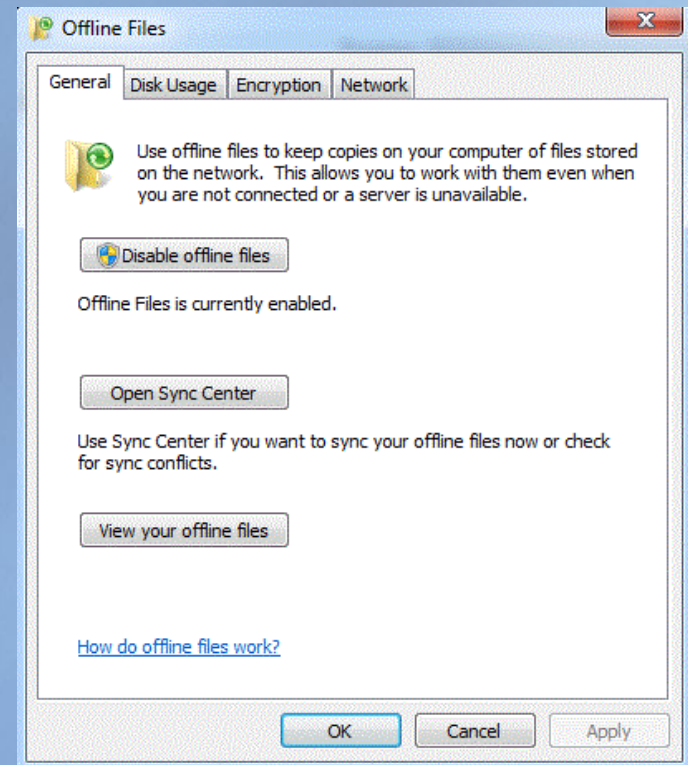 Offline Files
General Disk Usage Encryption Network
Use offline files to keep copies on your computer of files stored
on the network. This allows you to work with them even when
you are not connected or a server is unavailable.
Disable offline files
Offline Files is currently enabled.
Open Sync Center
Use Sync Center if you want to sync your offline files now or check
for sync conflicts.
View your offline files
How do offline files work?
OK Cancel Apply